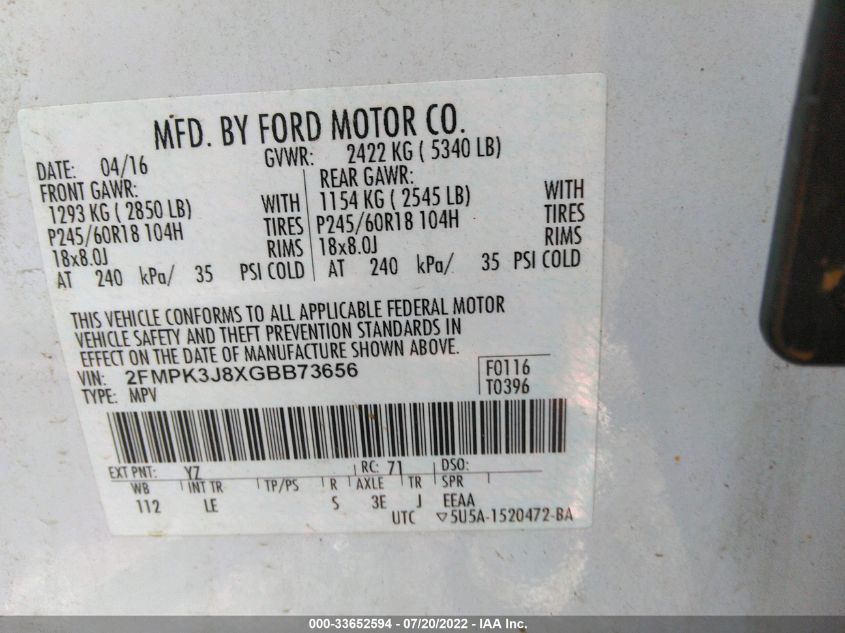 MFD. BY FORD MOTOR CO.
DATE: 04/16 GVWR: 2422 KG ( 5340 LB)
FRONT GAWR: REAR GAWR:
1293 KG ( 2850 LB) WITH 1154 KG ( 2545 LB) WITH
P245/60R18 104H TIRES P245/60R18 104H TIRES
18x8.0J RIMS 18x8.0J RIMS
AT 240 kPa/ 35 PSI COLD AT 240 kPa/ 35 PSI COLD
THIS VEHICLE CONFORMS TO ALL APPLICABLE FEDERAL MOTOR
VEHICLE SAFETY AND THEFT PREVENTION STANDARDS IN
EFFECT ON THE DATE OF MANUFACTURE SHOWN ABOVE.
VIN: 2FMPK3J8XGBB73656 F0116
TYPE: MPV T0396
EXT PNT: YZ RC: 71 DSO:
WB INT TR TP/PS R AXLE TR SPR
112 LE S 3E J EEAA
UTC ▽5U5A-1520472-BA
000-33652594 / 07/20/2022 - IAA Inc.